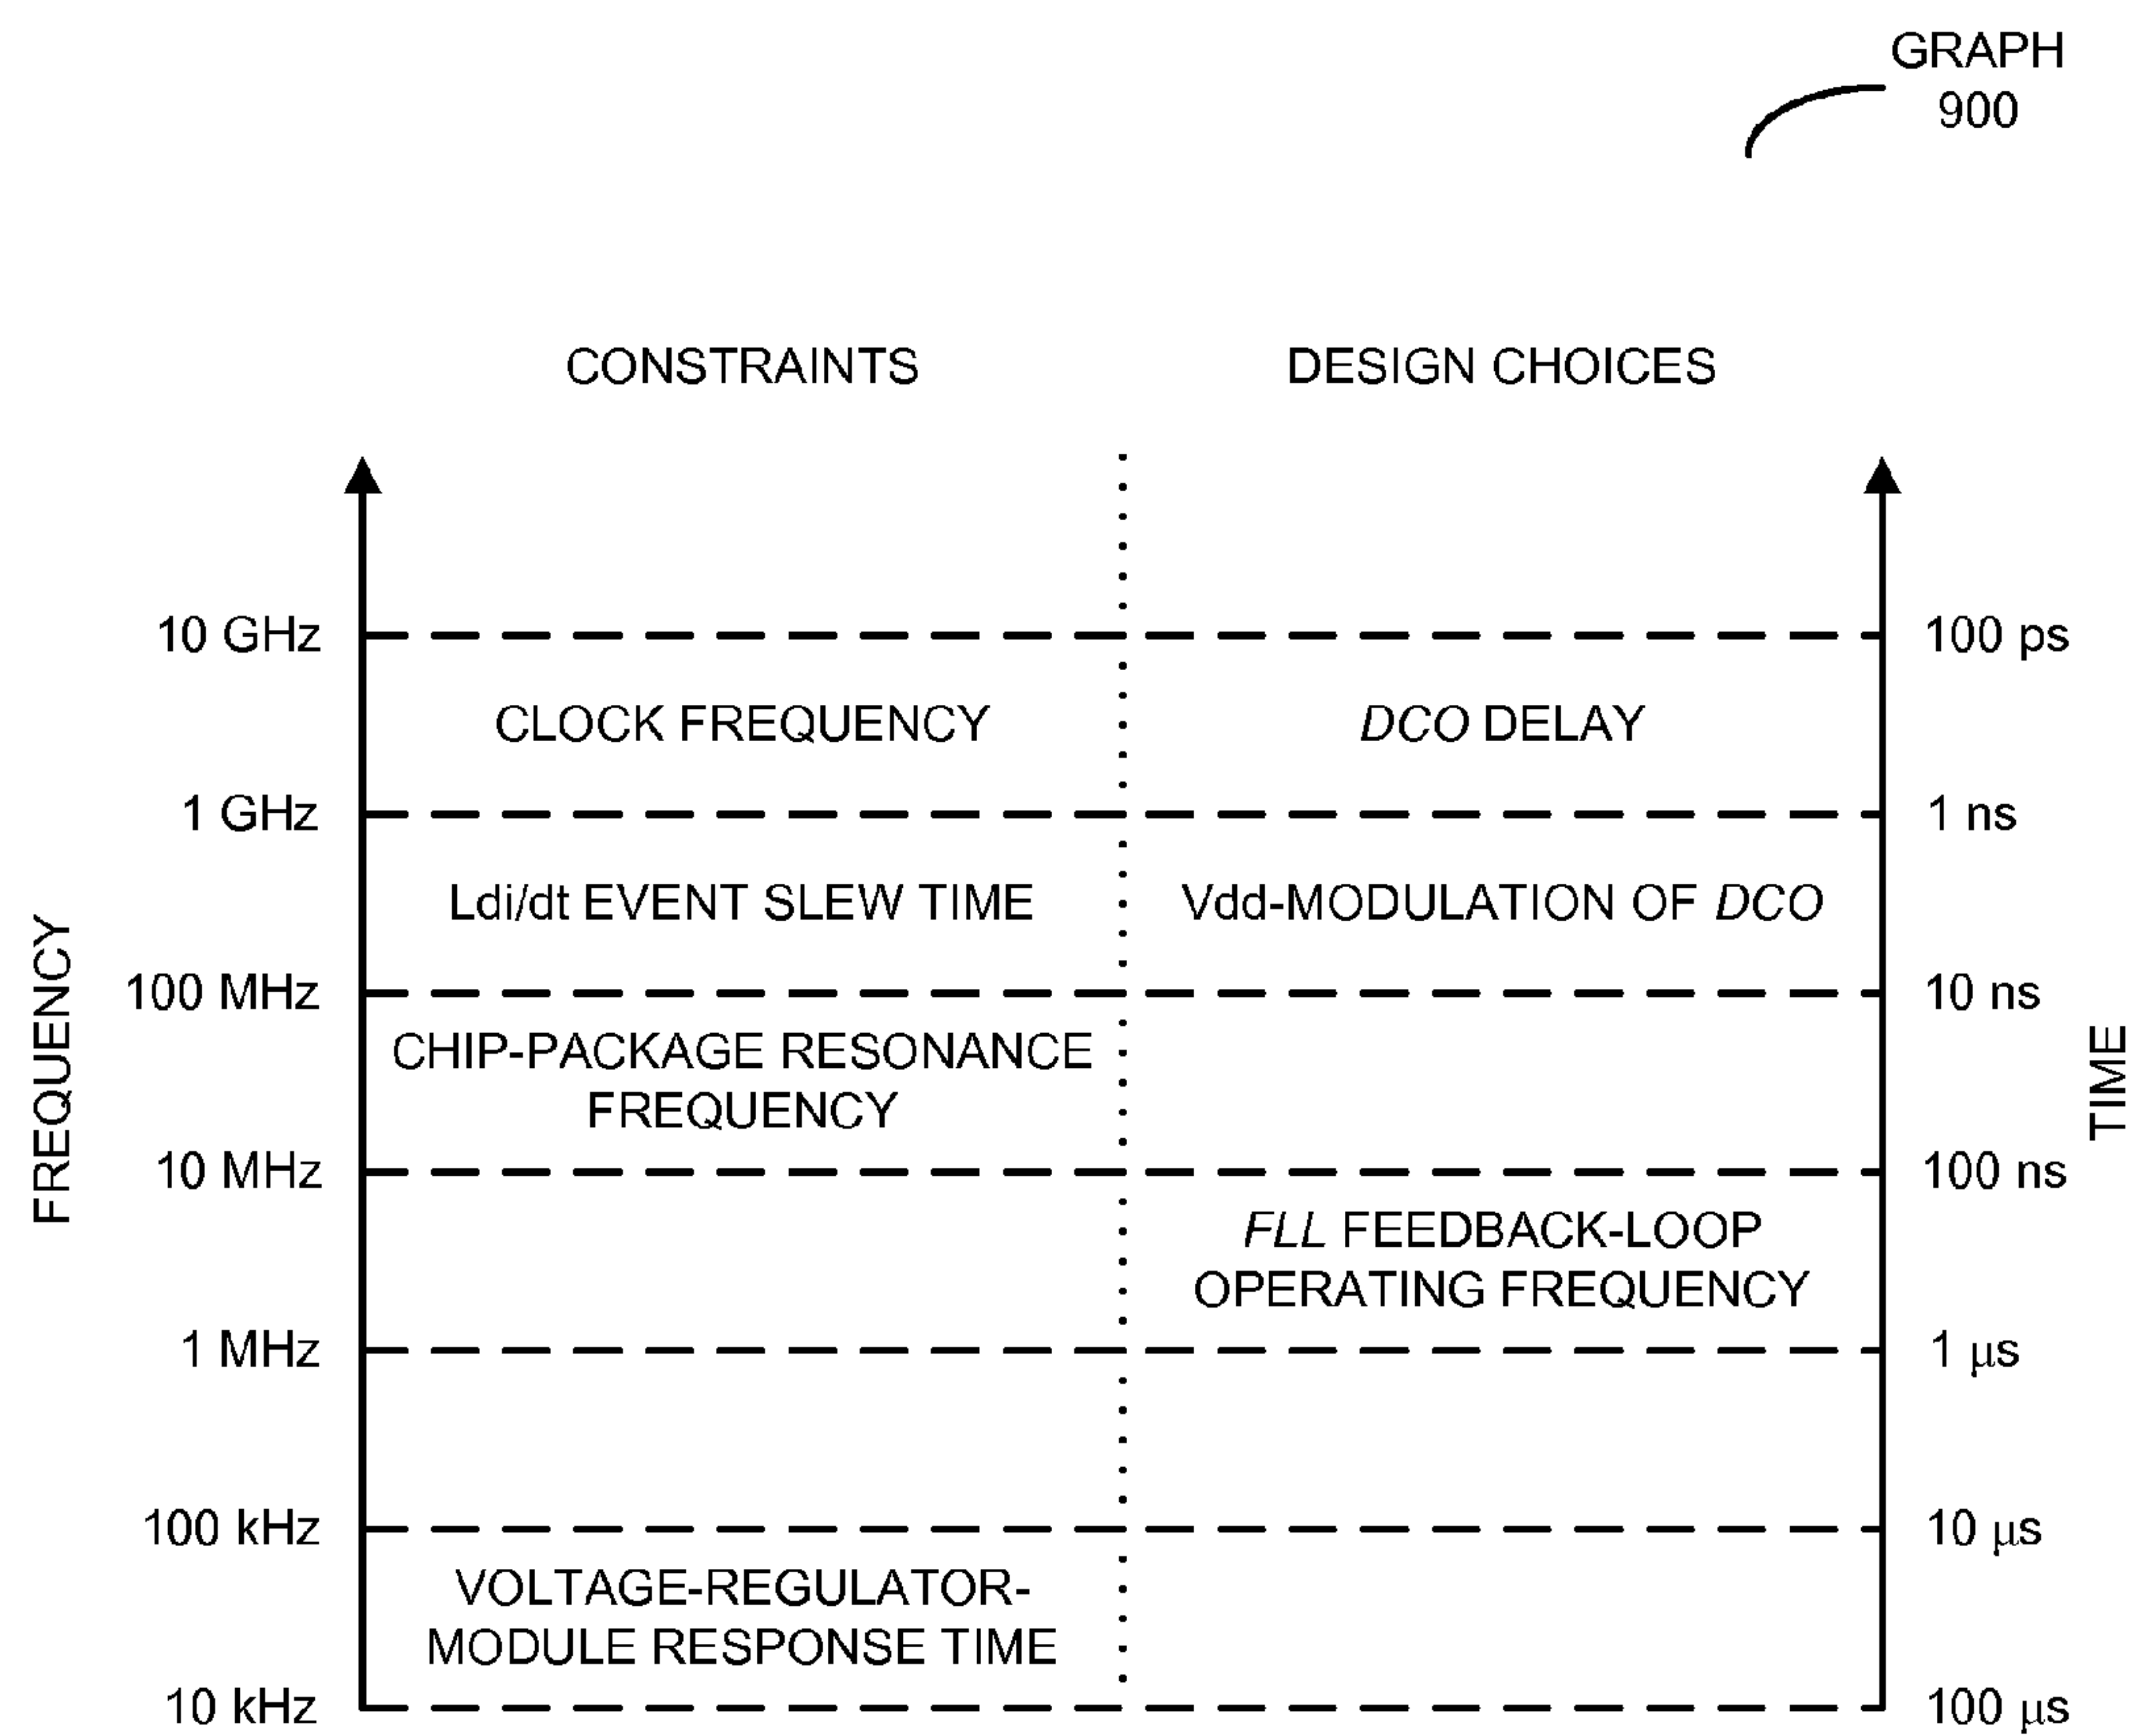 GRAPH
900
CONSTRAINTS
DESIGN CHOICES
10 GHz
100 ps
CLOCK FREQUENCY
DCO DELAY
1 GHz
1 ns
Ldi/dt EVENT SLEW TIME
Vdd-MODULATION OF DCO
100 MHz
10 ns
CHIP-PACKAGE RESONANCE
FREQUENCY
10 MHz
100 ns
FLL FEEDBACK-LOOP
OPERATING FREQUENCY
1 MHz
1 µs
100 kHz
10 µs
VOLTAGE-REGULATOR-
MODULE RESPONSE TIME
10 kHz
100 µs
FREQUENCY
TIME